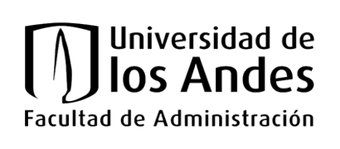 Universidad de
los Andes
Facultad de Administración